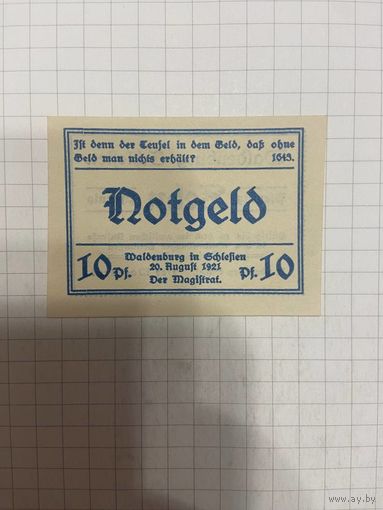 Ist denn der Teufel in dem Geld, daß ohne
Geld man nichts erhält? 1643.
Notgeld
Waldenburg in Schlesien
10 Pf. 20. August 1921 Pf. 10
Der Magistrat.
www.ay.by